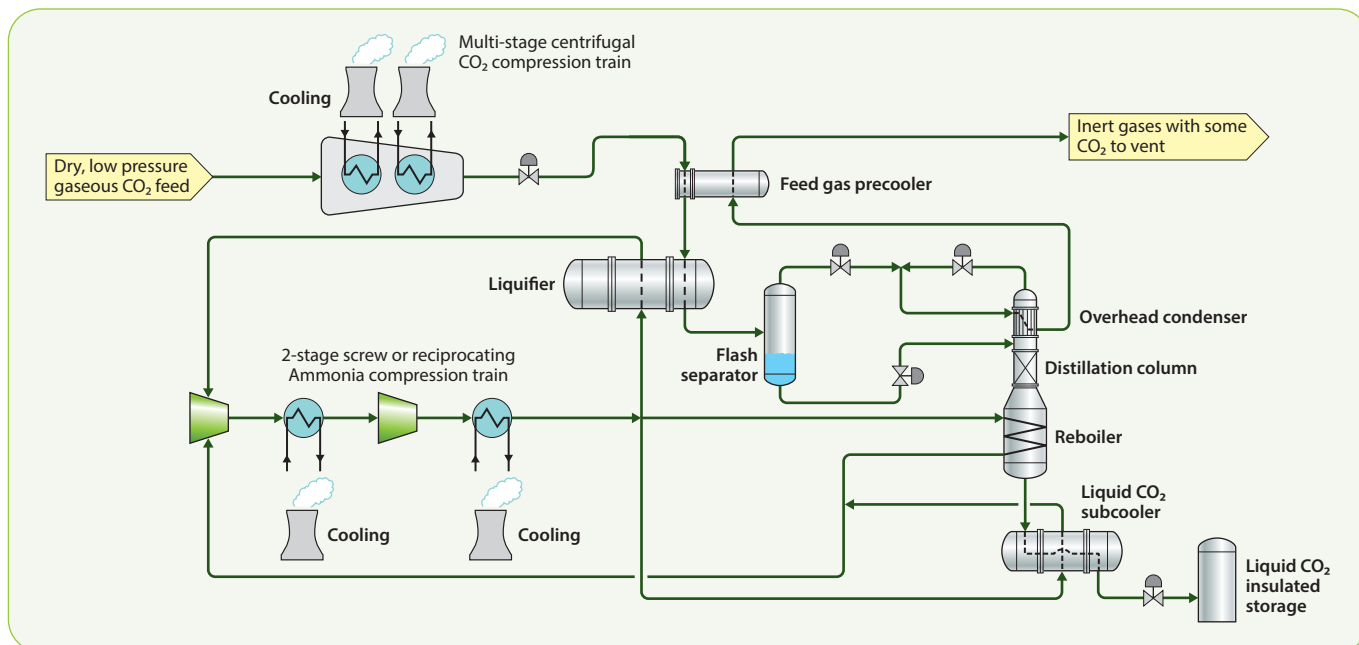 Multi-stage centrifugal
CO₂ compression train
Cooling
Dry, low pressure
gaseous CO₂ feed
Inert gases with some
CO₂ to vent
Feed gas precooler
Liquifier
Overhead condenser
Flash
separator
Distillation column
2-stage screw or reciprocating
Ammonia compression train
Reboiler
Liquid CO₂
subcooler
Cooling
Cooling
Liquid CO₂
insulated
storage